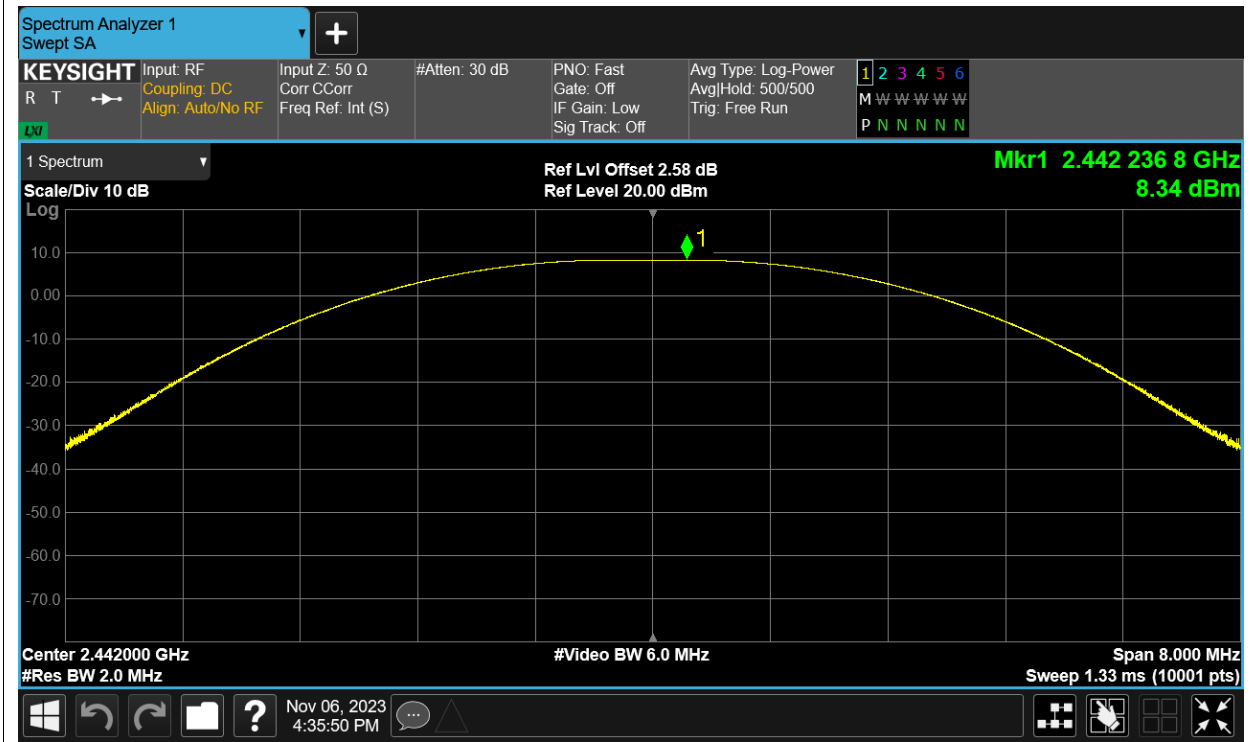 Spectrum Analyzer 1
Swept SA
KEYSIGHT
R T
LXI
Input: RF
Coupling: DC
Align: Auto/No RF
Input Z: 50 Ω
Corr CCorr
Freq Ref: Int (S)
#Atten: 30 dB
PNO: Fast
Gate: Off
IF Gain: Low
Sig Track: Off
Avg Type: Log-Power
Avg|Hold: 500/500
Trig: Free Run
1 2 3 4 5 6
M W W W W W
P N N N N N
1 Spectrum
Scale/Div 10 dB
Log
Ref Lvl Offset 2.58 dB
Ref Level 20.00 dBm
Mkr1 2.442 236 8 GHz
8.34 dBm
1
10.0
0.00
-10.0
-20.0
-30.0
-40.0
-50.0
-60.0
-70.0
Center 2.442000 GHz
#Res BW 2.0 MHz
#Video BW 6.0 MHz
Span 8.000 MHz
Sweep 1.33 ms (10001 pts)
?
Nov 06, 2023
4:35:50 PM